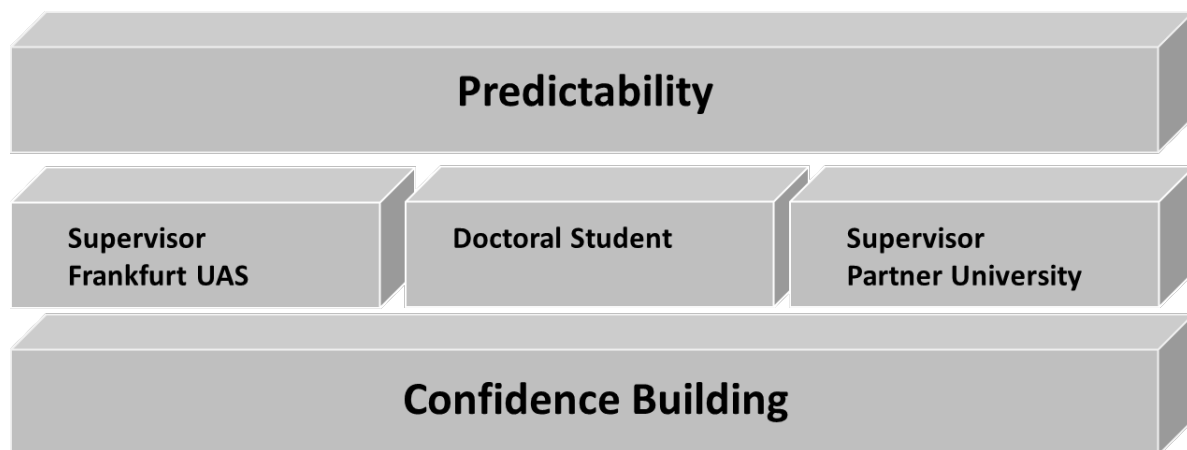 Predictability
Supervisor
Frankfurt UAS
Doctoral Student
Supervisor
Partner University
Confidence Building